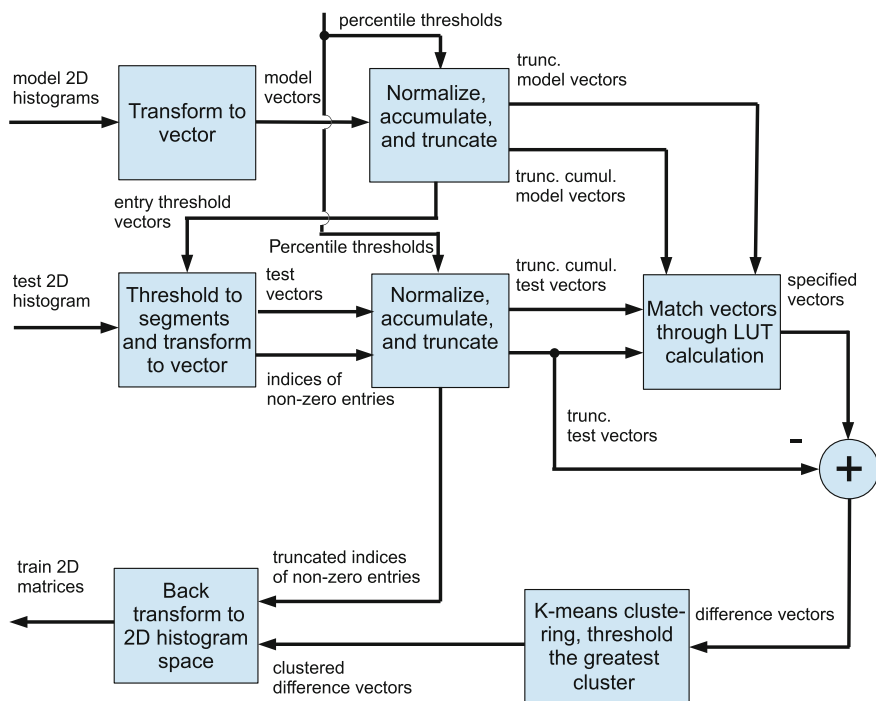 percentile thresholds
model 2D
histograms
Transform to
vector
model
vectors
Normalize,
accumulate,
and truncate
trunc.
model vectors
trunc. cumul.
model vectors
entry threshold
vectors
Percentile thresholds
test 2D
histogram
Threshold to
segments
and transform
to vector
test
vectors
indices of
non-zero entries
Normalize,
accumulate,
and truncate
trunc. cumul.
test vectors
Match vectors
through LUT
calculation
specified
vectors
trunc.
test vectors
-
+
train 2D
matrices
Back
transform to
2D histogram
space
truncated indices
of non-zero entries
clustered
difference vectors
K-means cluste-
ring, threshold
the greatest
cluster
difference vectors